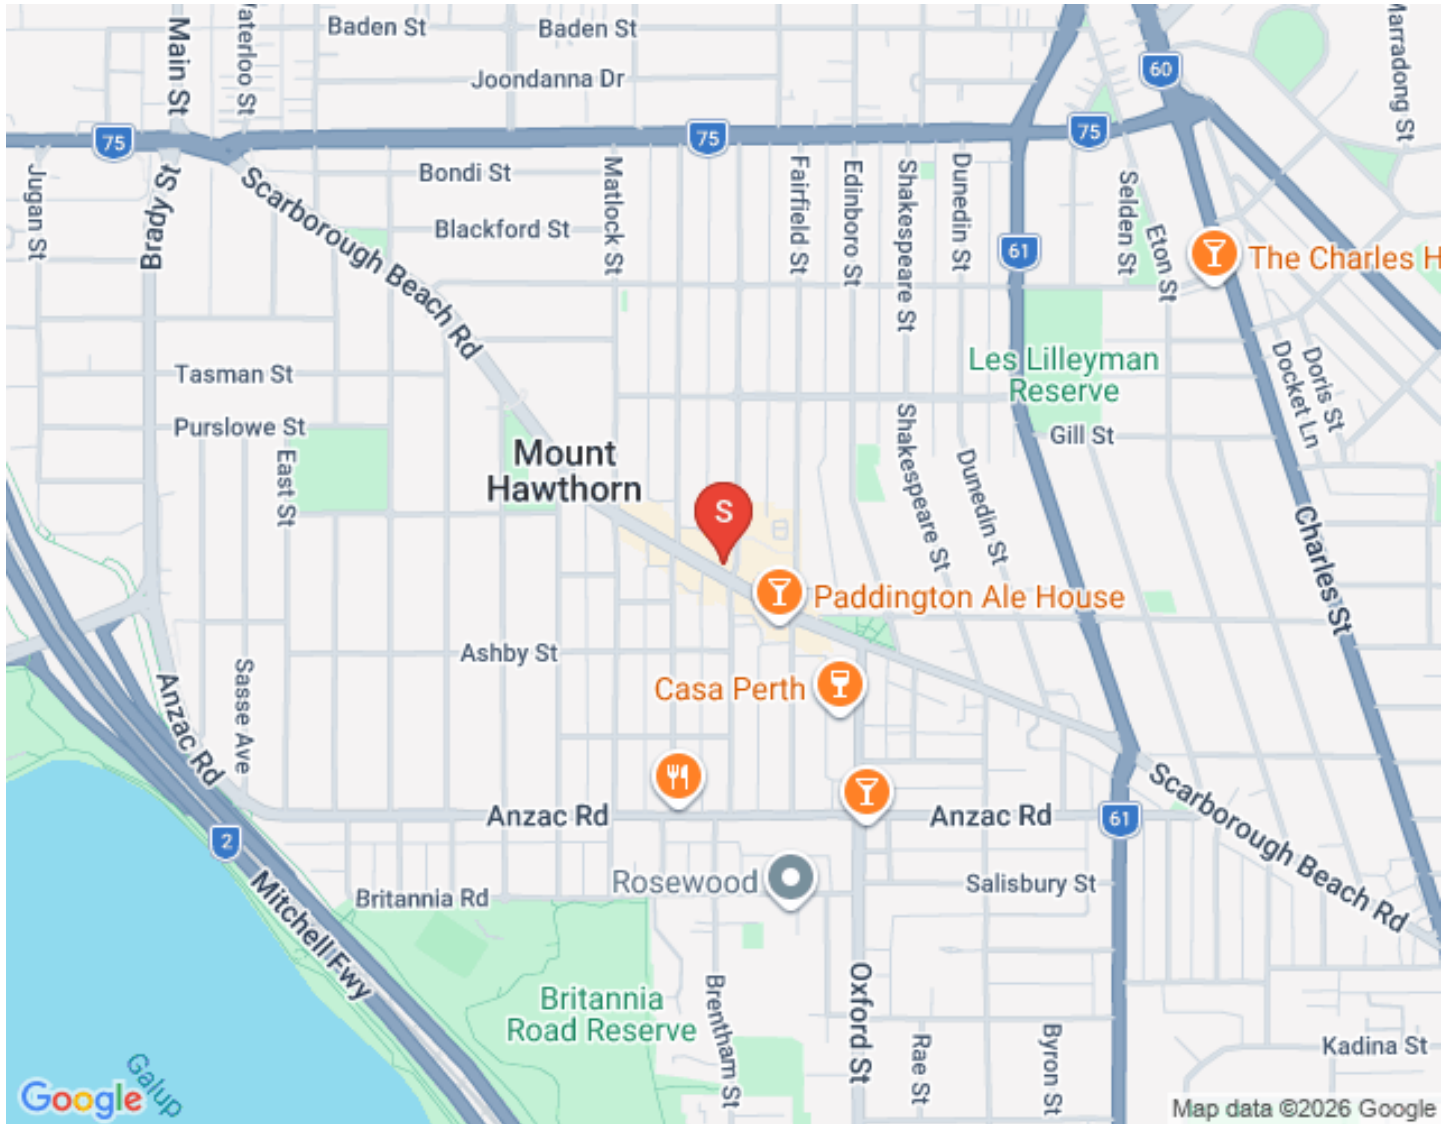 Main St
Waterloo St
Baden St
Baden St
Joondanna Dr
60
Marradong St
75
75
75
Jugan St
Brady St
Scarborough Beach Rd
Bondi St
Blackford St
Matlock St
Fairfield St
Edinboro St
Shakespeare St
Dunedin St
61
Selden St
Eton St
The Charles H
Tasman St
Purslowe St
East St
Les Lilleyman
Reserve
Doris St
Docket Ln
Gill St
Shakespeare St
Dunedin St
Mount
Hawthorn
S
Charles St
Paddington Ale House
Ashby St
Sasse Ave
Casa Perth
Anzac Rd
Anzac Rd
Anzac Rd
61
Scarborough Beach Rd
2
Mitchell Fwy
Britannia Rd
Rosewood
Salisbury St
Britannia
Road Reserve
Brentham St
Oxford St
Rae St
Byron St
Kadina St
Galup
Google
Map data ©2026 Google